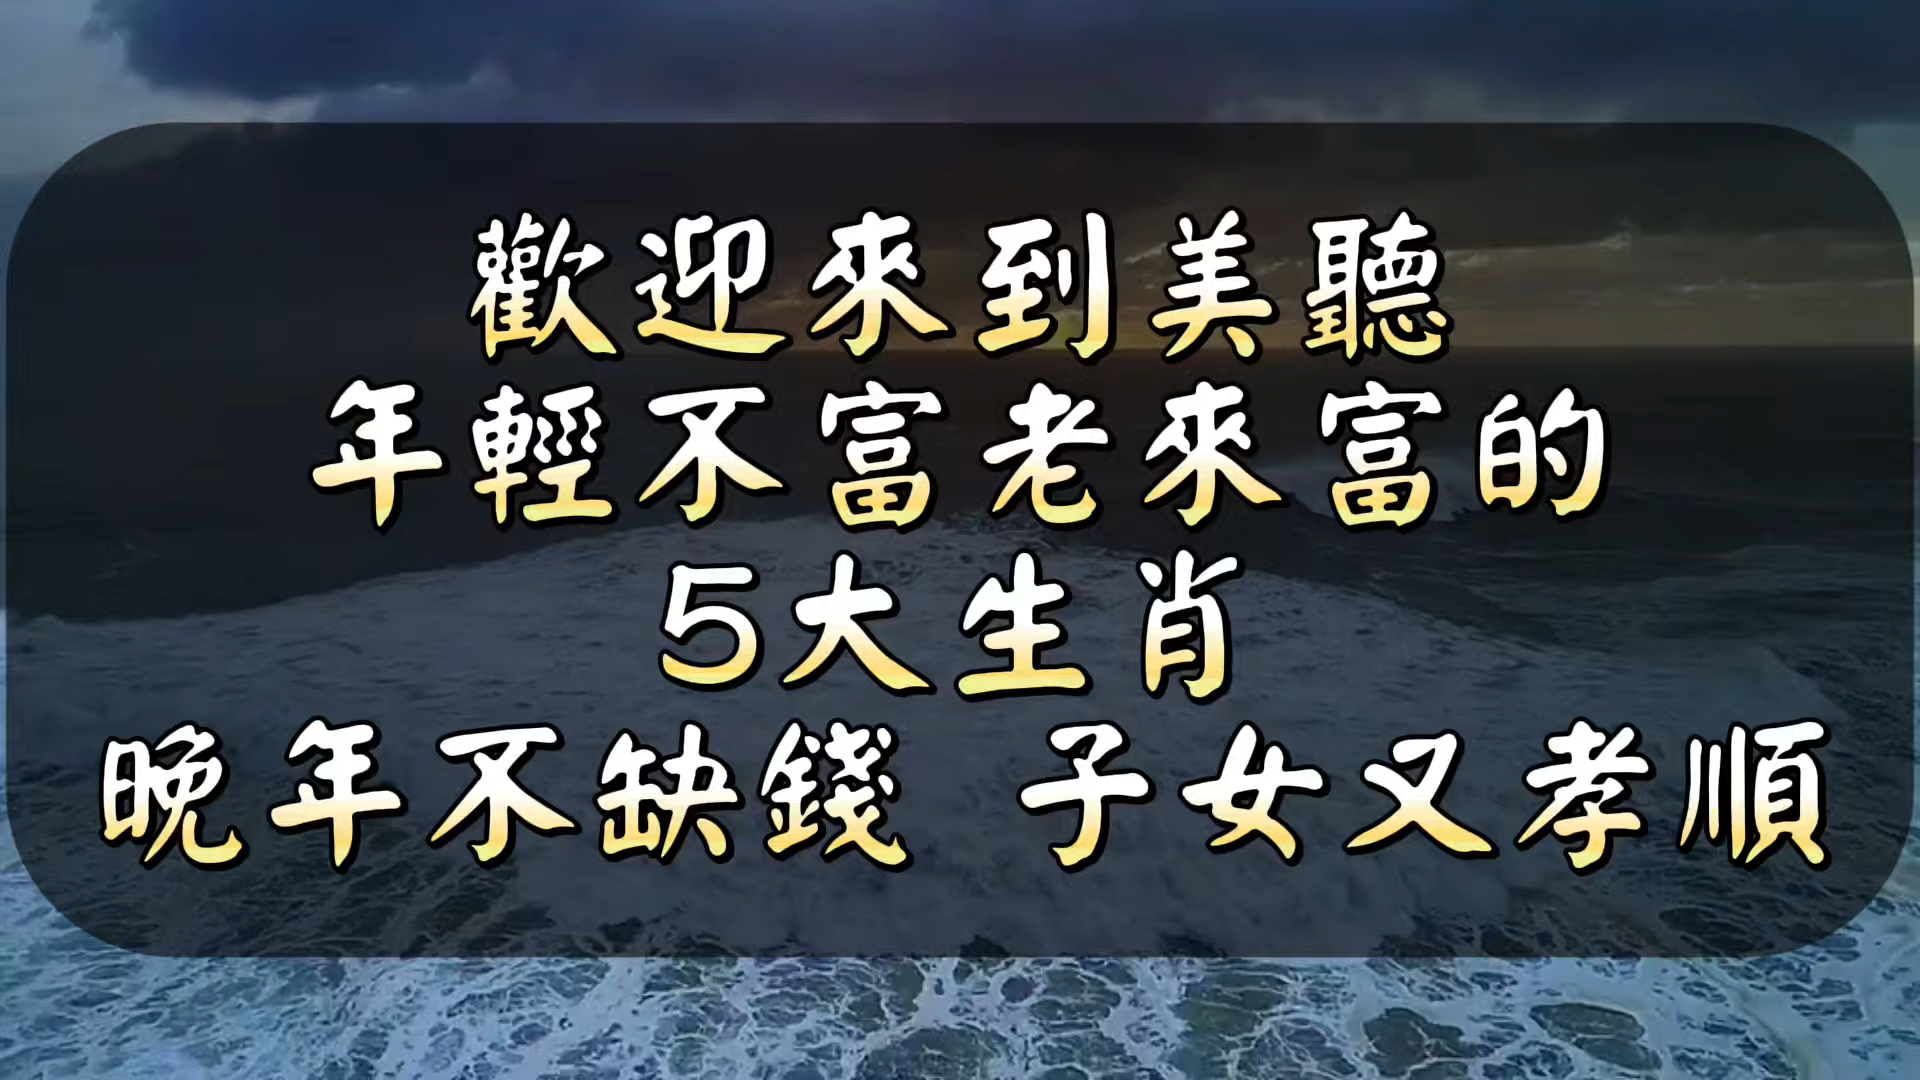 歡迎來到美聽
年輕不富老來富的
5大生肖
晚年不缺錢 子女又孝順